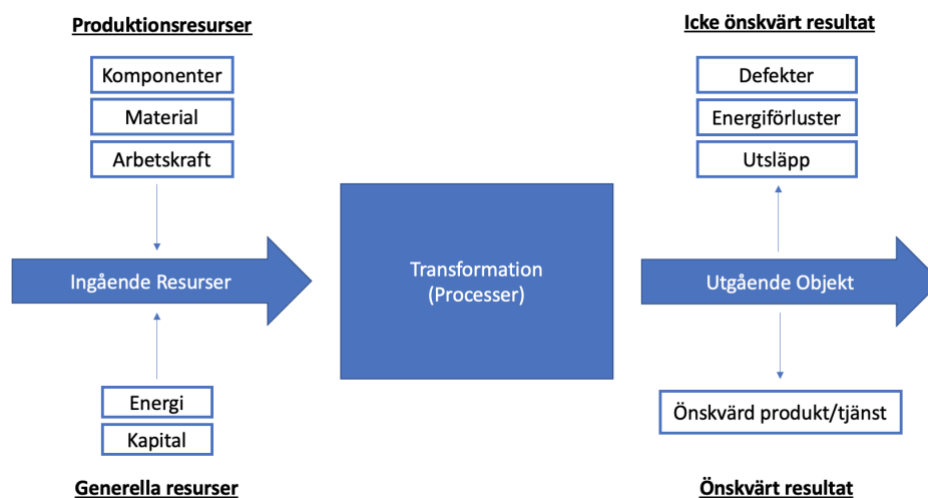 Produktionsresurser
Komponenter
Material
Arbetskraft
Ingående Resurser
Energi
Kapital
Generella resurser
Transformation
(Processer)
Icke önskvärt resultat
Defekter
Energiförluster
Utsläpp
Utgående Objekt
Önskvärd produkt/tjänst
Önskvärt resultat